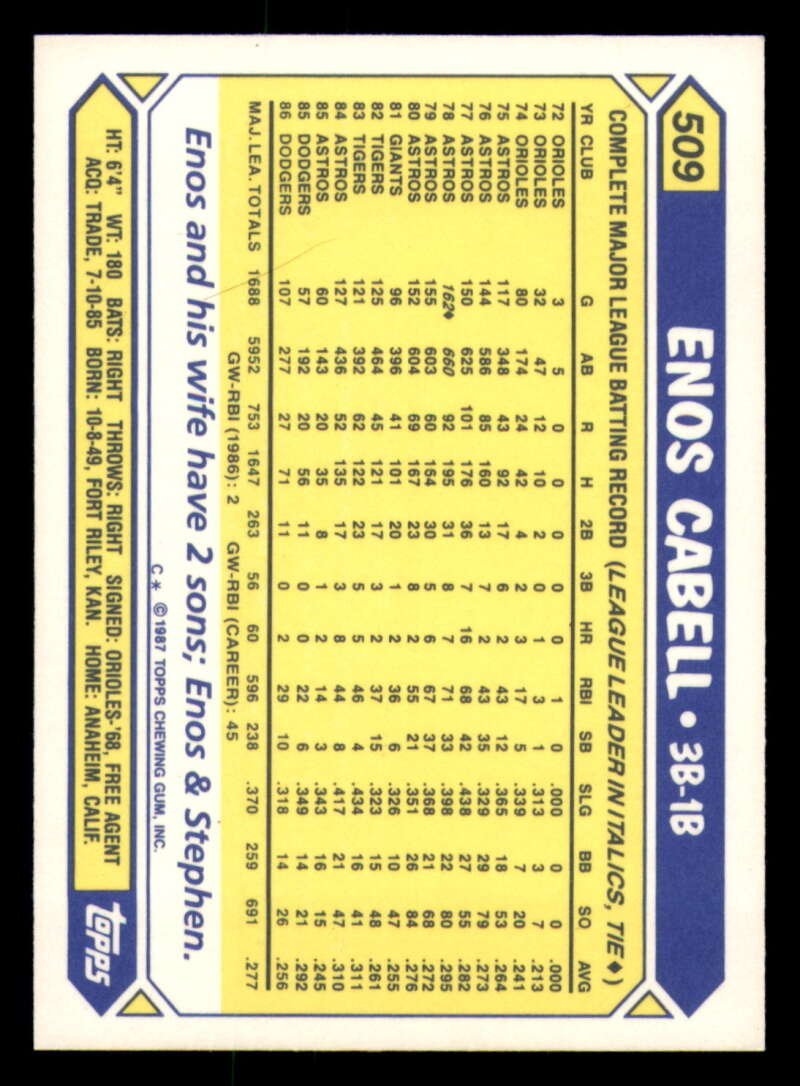 509
ENOS CABELL • 3B-1B
COMPLETE MAJOR LEAGUE BATTING RECORD (LEAGUE LEADER IN ITALICS, TIE ♦)
YR CLUB G AB R H 2B 3B HR RBI SB SLG BB SO AVG
72 ORIOLES 3 5 0 0 0 0 0 1 0 .000 0 0 .000
73 ORIOLES 32 47 12 10 2 0 1 3 1 .313 3 7 .213
74 ORIOLES 80 174 24 42 4 2 3 17 5 .339 7 20 .241
75 ASTROS 117 348 43 92 17 6 2 43 12 .365 18 53 .264
76 ASTROS 144 586 85 160 13 7 2 43 35 .329 29 79 .273
77 ASTROS 150 625 101 176 36 7 16 68 42 .438 27 55 .282
78 ASTROS 162♦ 660 92 195 31 8 7 71 33 .398 22 80 .295
79 ASTROS 155 603 60 164 30 5 6 67 37 .368 21 68 .272
80 ASTROS 152 604 69 167 23 8 2 55 21 .351 26 84 .276
81 GIANTS 96 396 41 101 20 1 2 36 6 .326 10 47 .255
82 TIGERS 125 464 45 121 17 3 2 37 15 .323 15 48 .261
83 TIGERS 121 392 62 122 23 5 5 46 4 .434 16 41 .311
84 ASTROS 127 436 52 135 17 3 8 44 8 .417 21 47 .310
85 ASTROS 60 143 20 35 8 1 2 14 3 .343 16 15 .245
85 DODGERS 57 192 20 56 11 0 0 22 6 .349 14 21 .292
86 DODGERS 107 277 27 71 11 0 2 29 10 .318 14 26 .256
MAJ. LEA. TOTALS 1688 5952 753 1647 263 56 60 596 238 .370 259 691 .277
GW-RBI (1986): 2 GW-RBI (CAREER): 45
Enos and his wife have 2 sons; Enos & Stephen.
C * ©1987 TOPPS CHEWING GUM, INC.
HT: 6'4" WT: 180 BATS: RIGHT THROWS: RIGHT SIGNED: ORIOLES-'68, FREE AGENT
ACQ: TRADE, 7-10-85 BORN: 10-8-49, FORT RILEY, KAN. HOME: ANAHEIM, CALIF.
topps